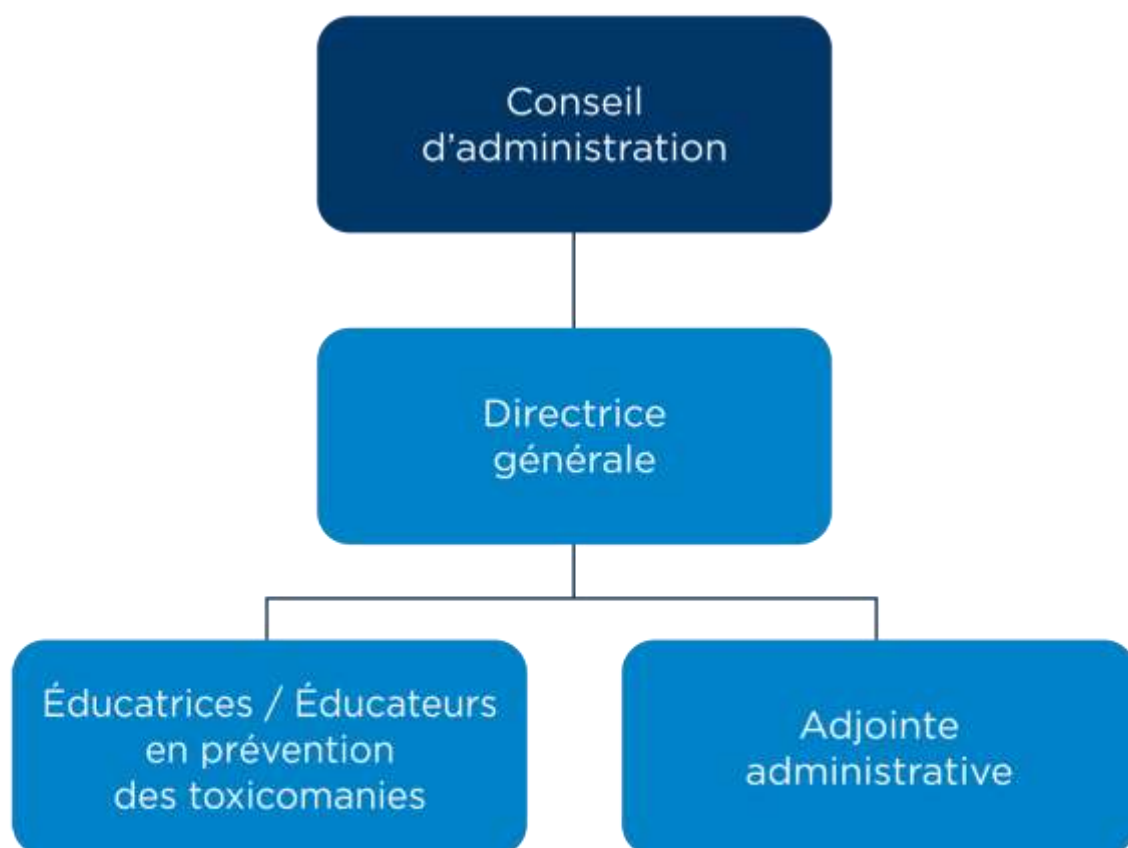 Conseil
d'administration
Directrice
générale
Éducatrices / Éducateurs
en prévention
des toxicomanies
Adjointe
administrative